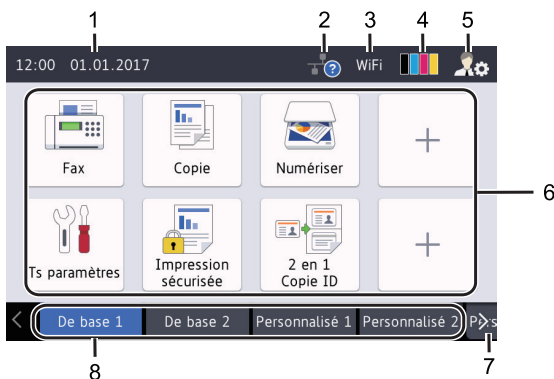 1 2 3 4 5
12:00 01.01.2017 WiFi
Fax Copie Numériser
6
Ts paramètres Impression sécurisée 2 en 1 Copie ID
De base 1 De base 2 Personnalisé 1 Personnalisé 2 Pers
8 7